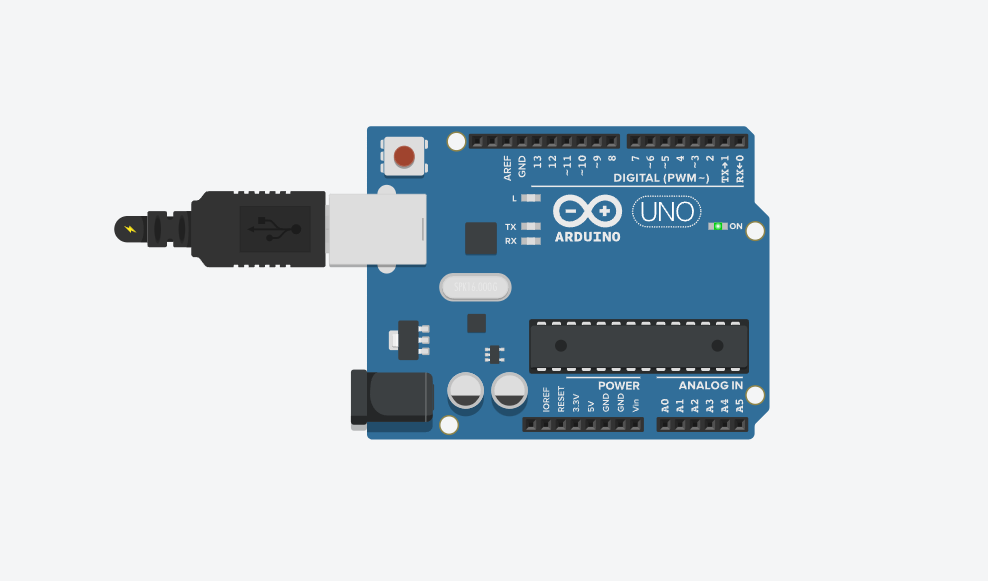 AREF
GND
13
12
~11
~10
~9
8
7
~6
~5
4
~3
2
TX→1
RX←0
DIGITAL (PWM~)
L
TX
RX
ARDUINO
UNO
ON
POWER
ANALOG IN
IOREF
RESET
3.3V
5V
GND
GND
Vin
A0
A1
A2
A3
A4
A5